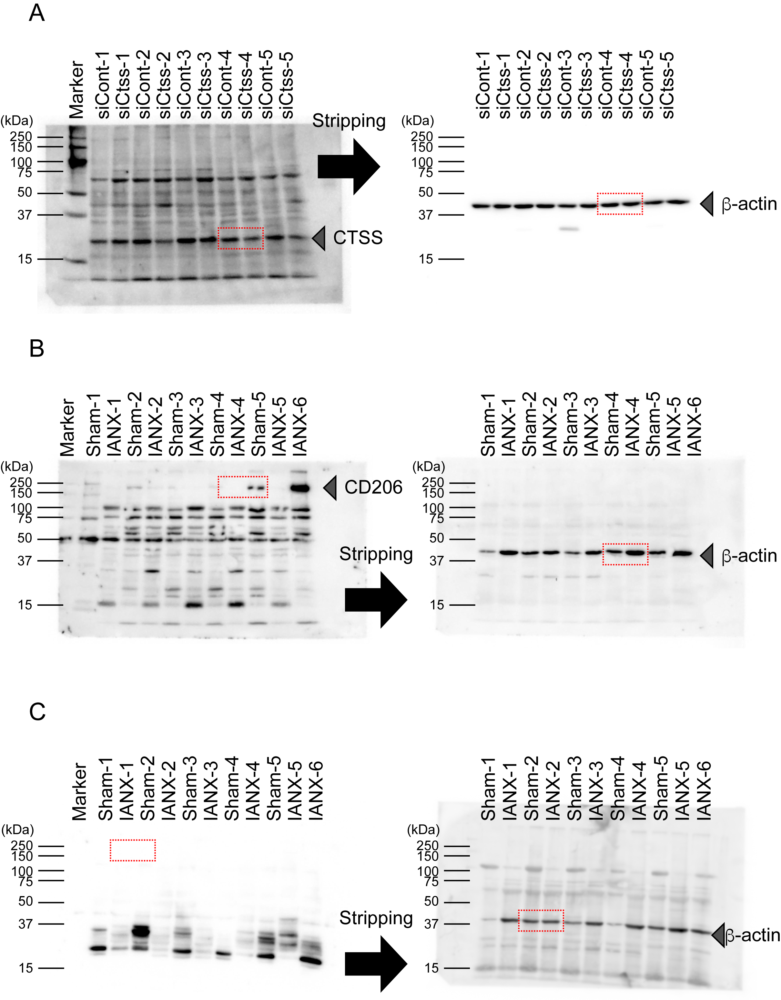 A
Marker
siCont-1
siCtss-1
siCont-2
siCtss-2
siCont-3
siCtss-3
siCont-4
siCtss-4
siCont-5
siCtss-5
(kDa)
250
150
100
75
50
37
15
CTSS
Stripping
siCont-1
siCtss-1
siCont-2
siCtss-2
siCont-3
siCtss-3
siCont-4
siCtss-4
siCont-5
siCtss-5
(kDa)
250
150
100
75
50
37
15
β-actin
B
Marker
Sham-1
IANX-1
Sham-2
IANX-2
Sham-3
IANX-3
Sham-4
IANX-4
Sham-5
IANX-5
IANX-6
(kDa)
250
150
100
75
50
37
15
CD206
Stripping
Sham-1
IANX-1
Sham-2
IANX-2
Sham-3
IANX-3
Sham-4
IANX-4
Sham-5
IANX-5
IANX-6
(kDa)
250
150
100
75
50
37
15
β-actin
C
Marker
Sham-1
IANX-1
Sham-2
IANX-2
Sham-3
IANX-3
Sham-4
IANX-4
Sham-5
IANX-5
IANX-6
(kDa)
250
150
100
75
50
37
15
Stripping
Sham-1
IANX-1
Sham-2
IANX-2
Sham-3
IANX-3
Sham-4
IANX-4
Sham-5
IANX-5
IANX-6
(kDa)
250
150
100
75
50
37
15
β-actin